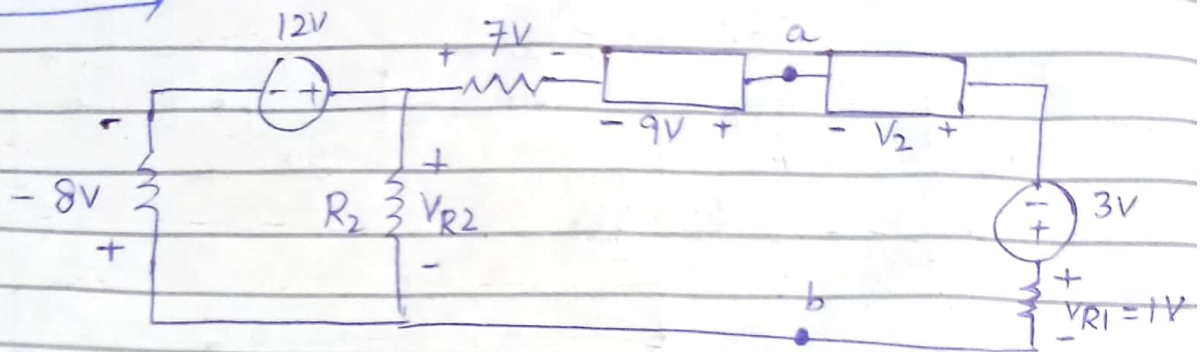 12V
+ 7V -
a
- +
-
- 9V +
- V2 +
- 8V
+
R2
+
VR2
-
-
+
3V
b
+
VR1 = 1V
-